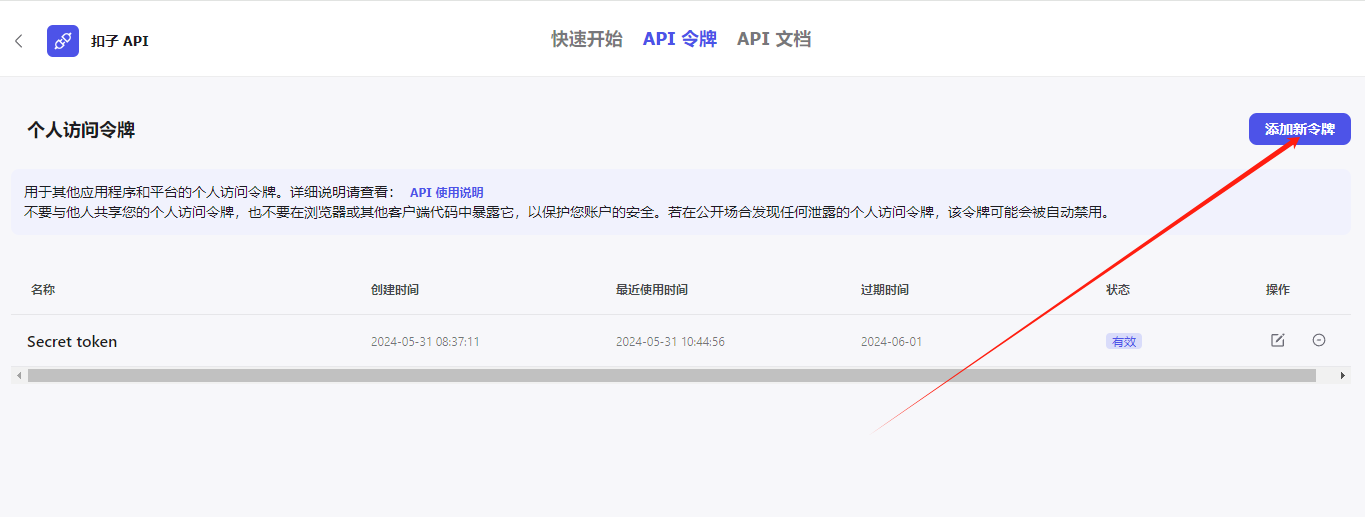 扣子 API
快速开始 API 令牌 API 文档
个人访问令牌
添加新令牌
用于其他应用程序和平台的个人访问令牌。详细说明请查看： API 使用说明
不要与他人共享您的个人访问令牌，也不要在浏览器或其他客户端代码中暴露它，以保护您账户的安全。若在公开场合发现任何泄露的个人访问令牌，该令牌可能会被自动禁用。
名称 创建时间 最近使用时间 过期时间 状态 操作
Secret token 2024-05-31 08:37:11 2024-05-31 10:44:56 2024-06-01 有效